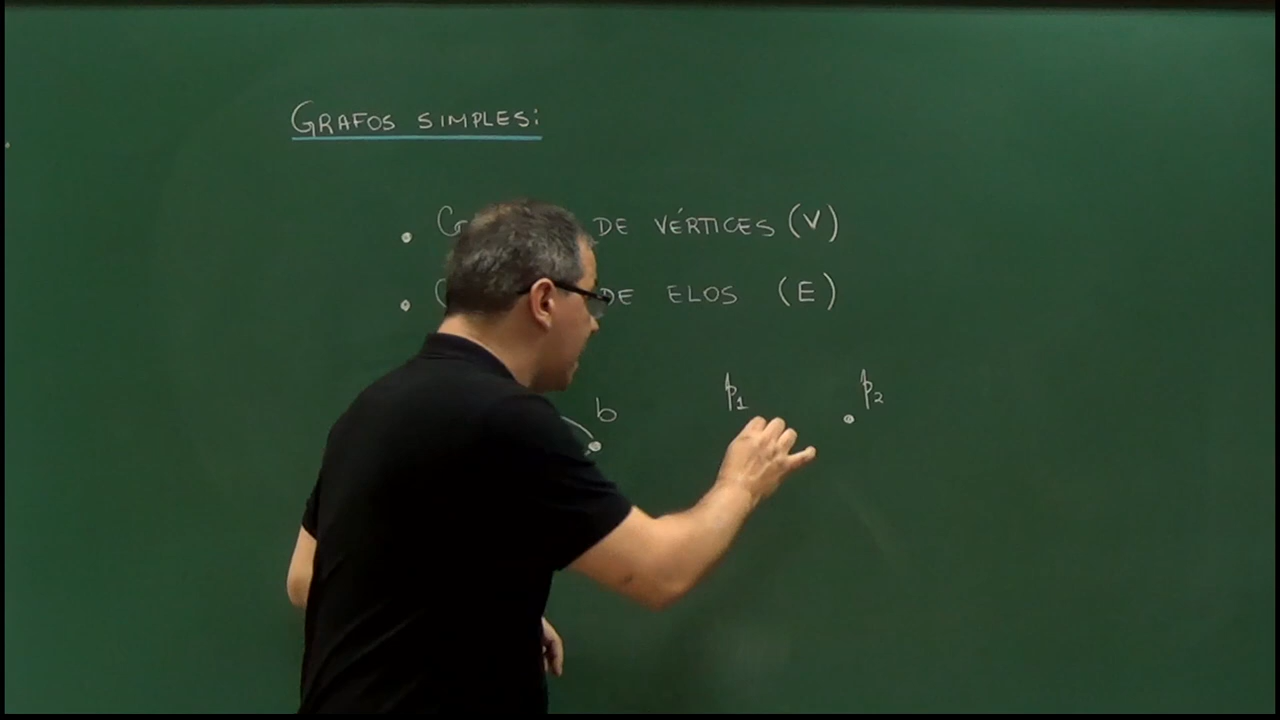 GRAFOS SIMPLES:
• DE VÉRTICES (V)
• DE ELOS (E)
b p1 p2